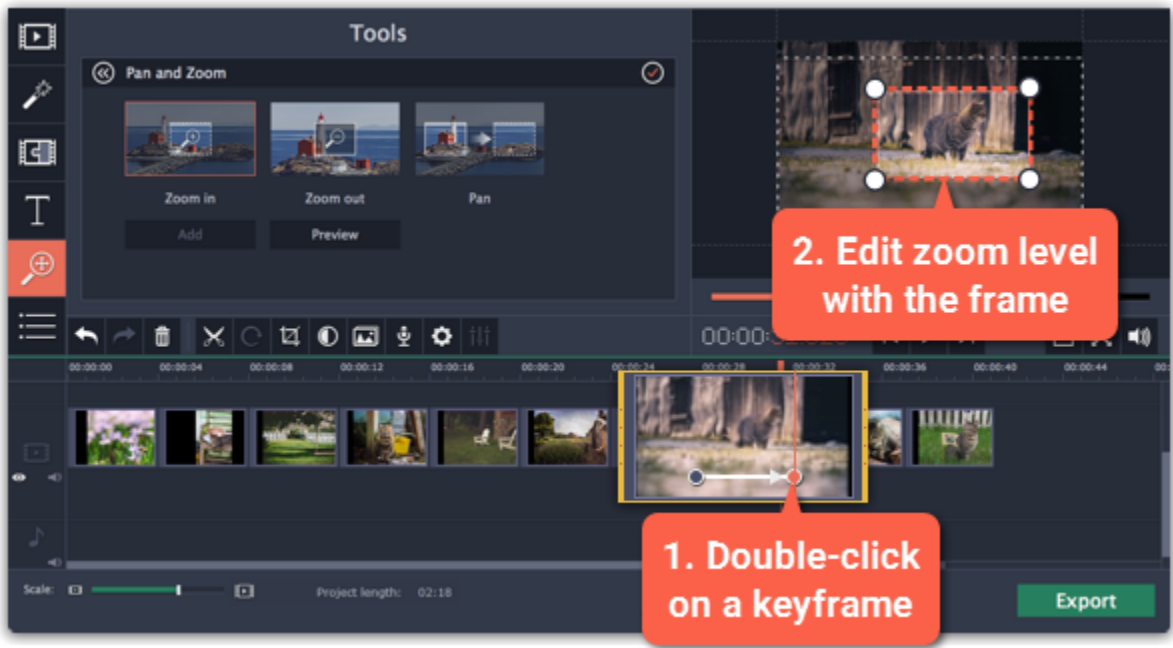 Tools
Pan and Zoom
Zoom in
Zoom out
Pan
Add
Preview
2. Edit zoom level
with the frame
00:00:00
00:00:04
00:00:08
00:00:12
00:00:16
00:00:20
00:00:24
00:00:28
00:00:32
00:00:36
00:00:40
00:00:44
1. Double-click
on a keyframe
Scale:
Project length: 02:18
Export